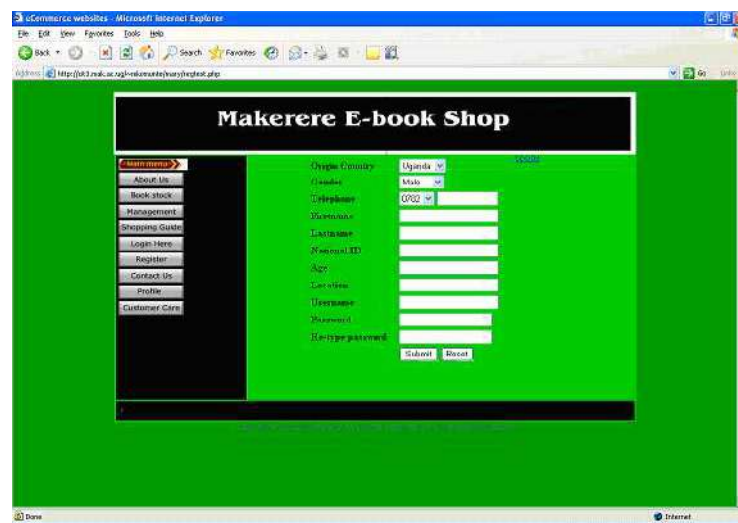 eCommerce websites - Microsoft Internet Explorer
File Edit View Favorites Tools Help
Back Search Favorites
Address Go Links
Makerere E-book Shop
Main menu
About Us
Book stock
Management
Shopping Guide
Login Here
Register
Contact Us
Profile
Customer Care
Origin Country Uganda
Gender Male
Telephone 0782
Firstname
Lastname
National ID
Age
Location
Username
Password
Re-type password
Submit Reset
Done Internet